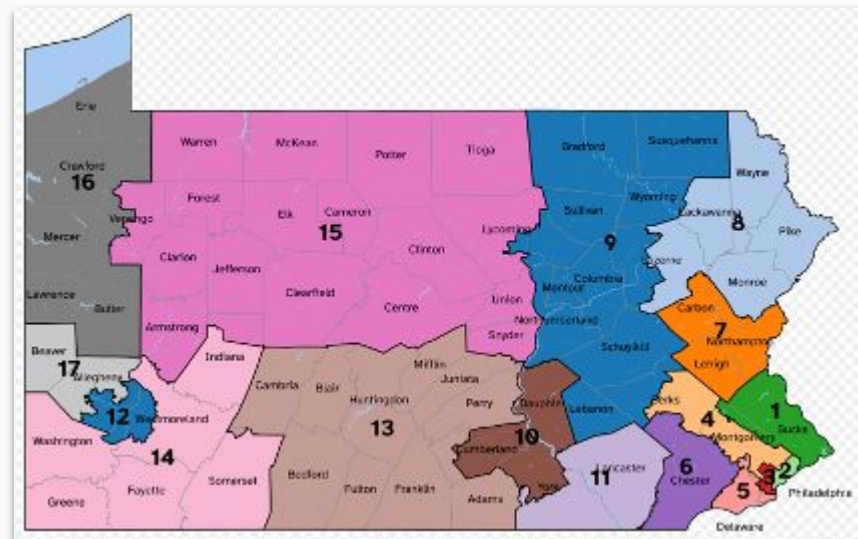 Erie
Crawford
16
Mercer
Lawrence
Butler
Beaver
17
Allegheny
12
Westmoreland
Washington
14
Greene
Fayette
Somerset
Indiana
Warren
McKean
Potter
Tioga
Forest
Venango
Elk
Cameron
15
Lycoming
Clarion
Clinton
Jefferson
Clearfield
Centre
Union
Snyder
Armstrong
Cambria
Blair
Huntingdon
Mifflin
Juniata
Perry
13
Bedford
Fulton
Franklin
Adams
Dauphin
Cumberland
10
York
Bradford
Susquehanna
Wyoming
Sullivan
9
Columbia
Montour
Northumberland
Schuylkill
Lebanon
Wayne
Lackawanna
8
Pike
Luzerne
Monroe
Carbon
7
Northampton
Lehigh
Berks
4
Montgomery
1
Bucks
11
Lancaster
6
Chester
5
3
2
Philadelphia
Delaware